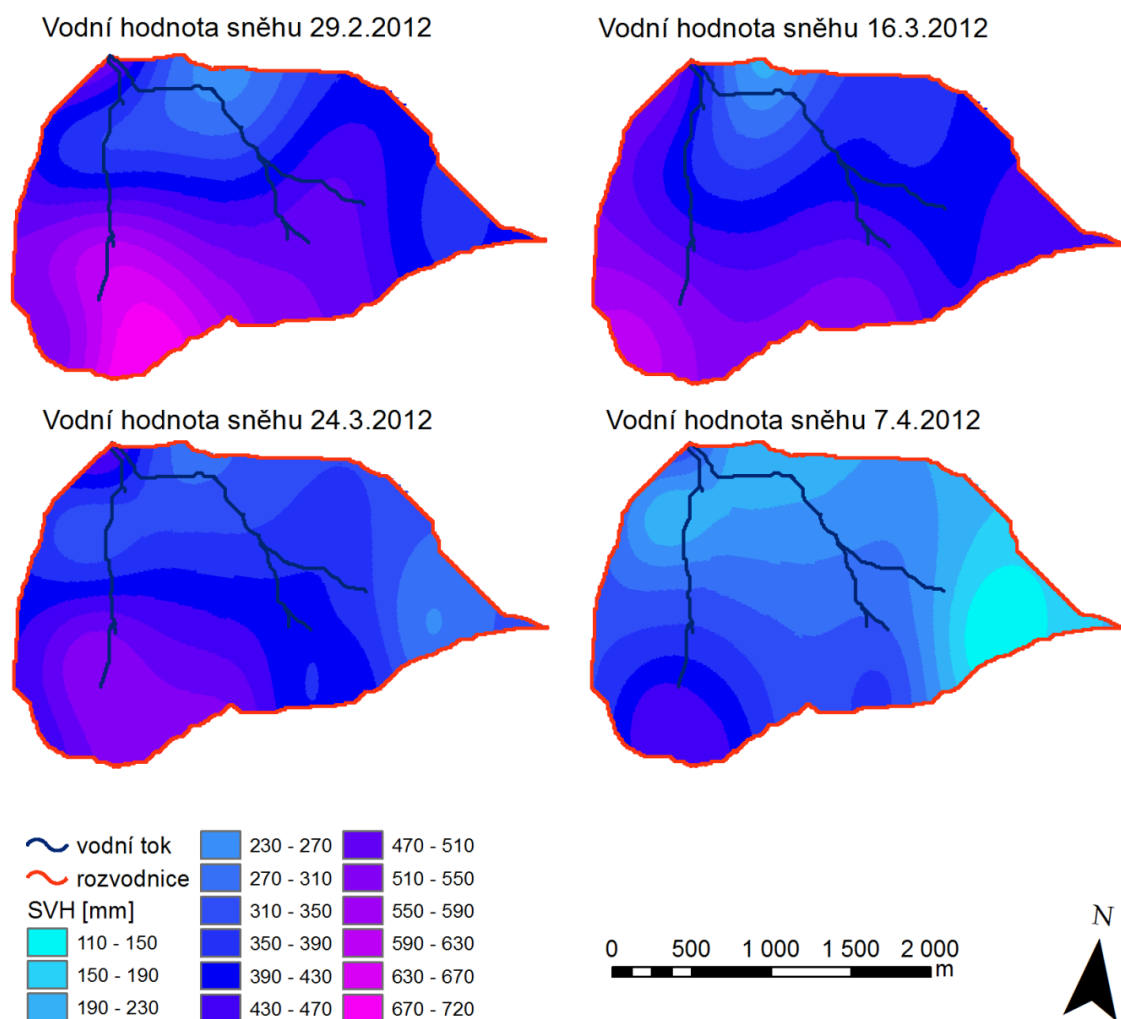 Vodní hodnota sněhu 29.2.2012
Vodní hodnota sněhu 16.3.2012
Vodní hodnota sněhu 24.3.2012
Vodní hodnota sněhu 7.4.2012
vodní tok
rozvodnice
SVH [mm]
110 - 150
150 - 190
190 - 230
230 - 270
270 - 310
310 - 350
350 - 390
390 - 430
430 - 470
470 - 510
510 - 550
550 - 590
590 - 630
630 - 670
670 - 720
0 500 1 000 1 500 2 000
m
N